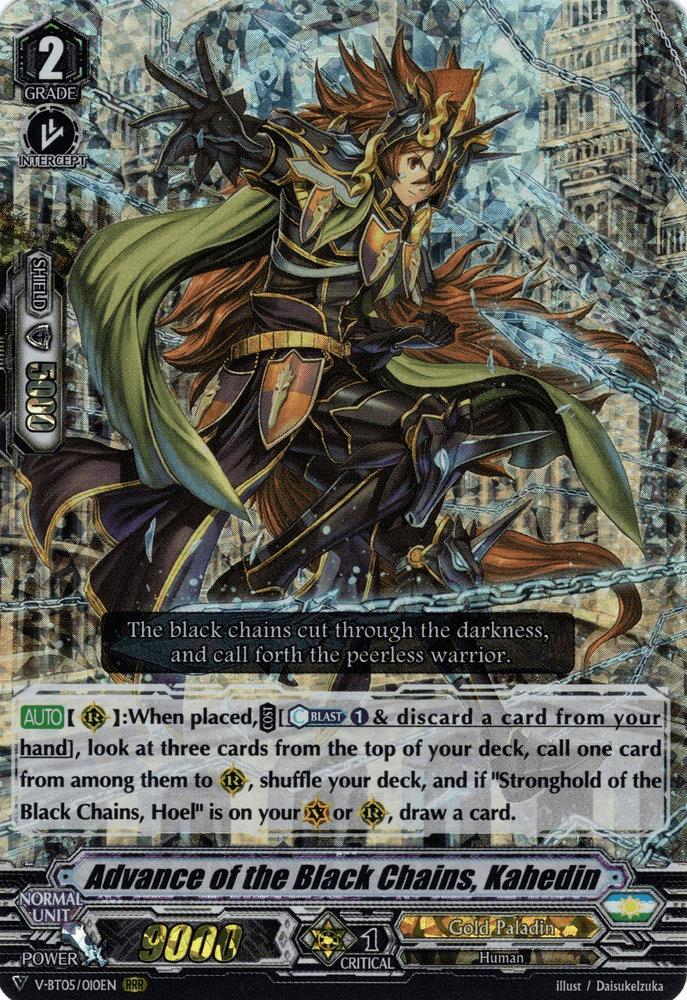 2
GRADE
INTERCEPT
SHIELD
5000
The black chains cut through the darkness,
and call forth the peerless warrior.
AUTO【R】:When placed,COST[C BLAST 1 & discard a card from your
hand], look at three cards from the top of your deck, call one card
from among them to R, shuffle your deck, and if "Stronghold of the
Black Chains, Hoel" is on your V or R, draw a card.
Advance of the Black Chains, Kahedin
NORMAL
UNIT
POWER 9000
1
CRITICAL
Gold Paladin
Human
V-BT05/010EN RRR
illust / DaisukeIzuka